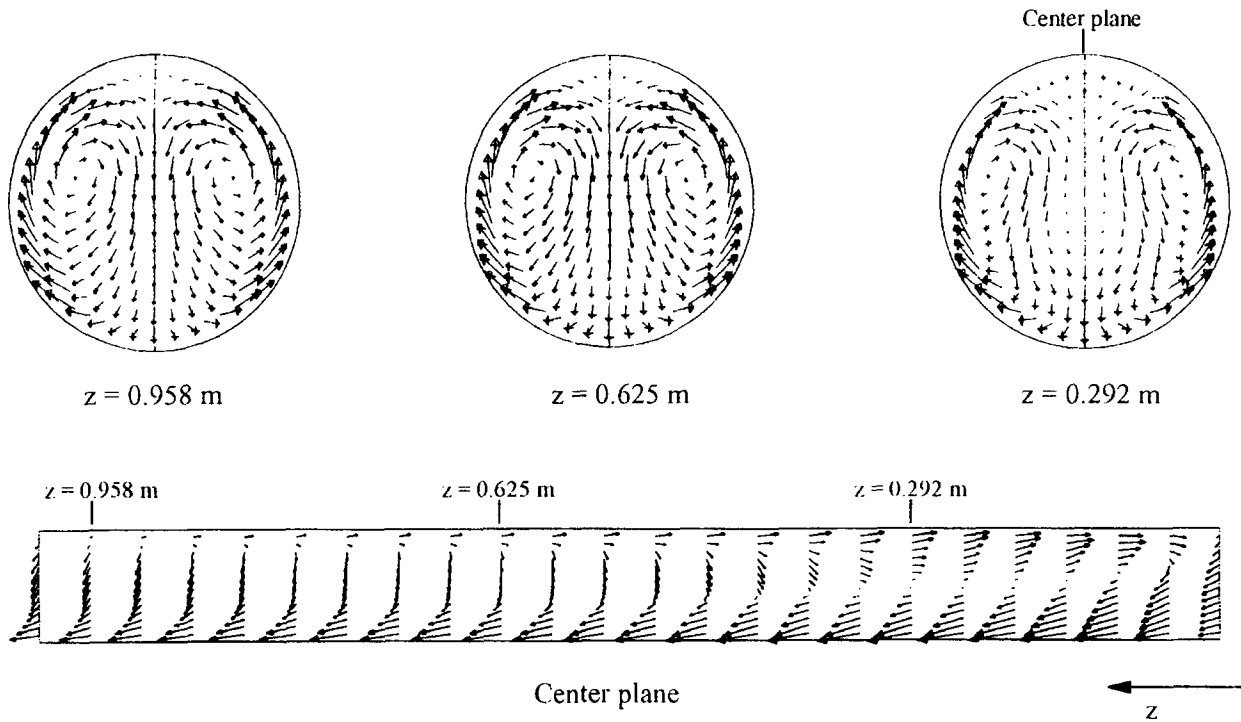 Center plane
z = 0.958 m
z = 0.625 m
z = 0.292 m
z = 0.958 m
z = 0.625 m
z = 0.292 m
Center plane
z